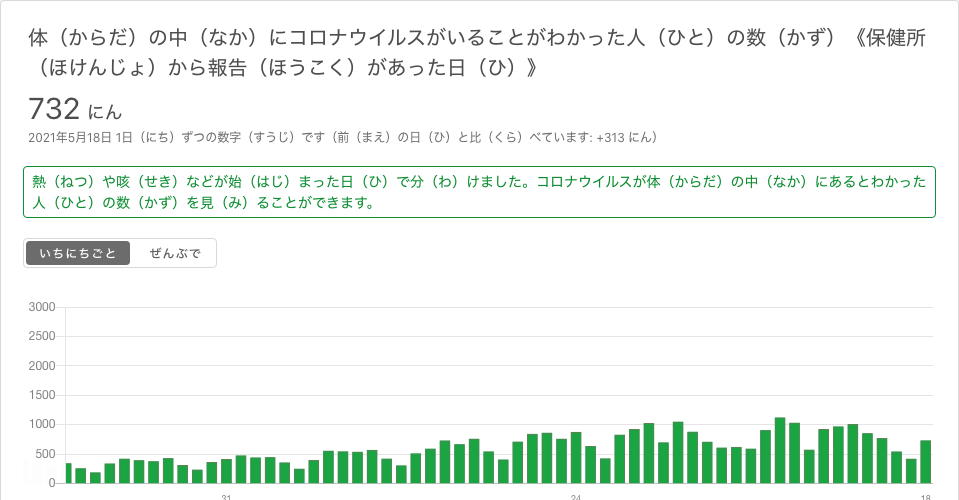 体（からだ）の中（なか）にコロナウイルスがいることがわかった人（ひと）の数（かず）《保健所
（ほけんじょ）から報告（ほうこく）があった日（ひ）》
732 にん
2021年5月18日 1日（にち）ずつの数字（すうじ）です（前（まえ）の日（ひ）と比（くら）べています: +313 にん）
熱（ねつ）や咳（せき）などが始（はじ）まった日（ひ）で分（わ）けました。コロナウイルスが体（からだ）の中（なか）にあるとわかった
人（ひと）の数（かず）を見（み）ることができます。
いちにちごと ぜんぶで
3000
2500
2000
1500
1000
500
0
31 24 18